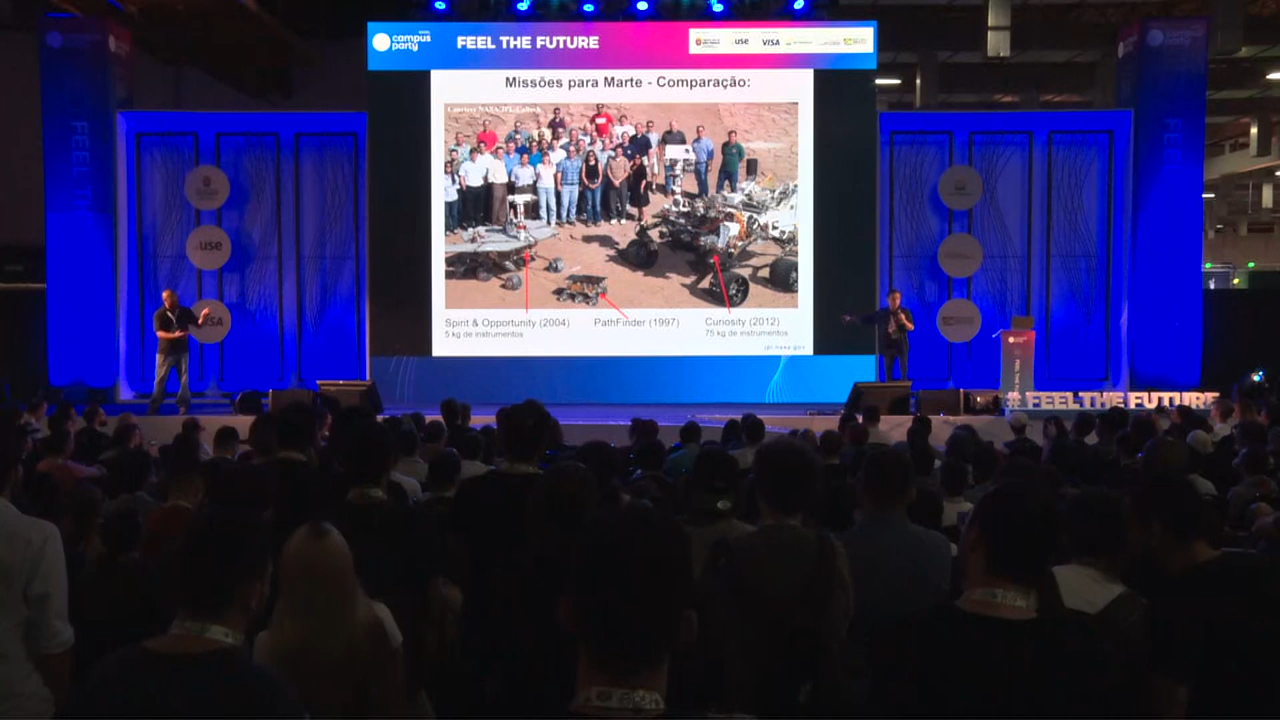 campus
party
FEEL THE FUTURE
.use
VISA
Missões para Marte - Comparação:
Courtesy NASA/JPL-Caltech
Spirit & Opportunity (2004)
5 kg de instrumentos
PathFinder (1997)
Curiosity (2012)
75 kg de instrumentos
jpl.nasa.gov
FEEL TH
.use
VISA
# FEEL THE FUTURE